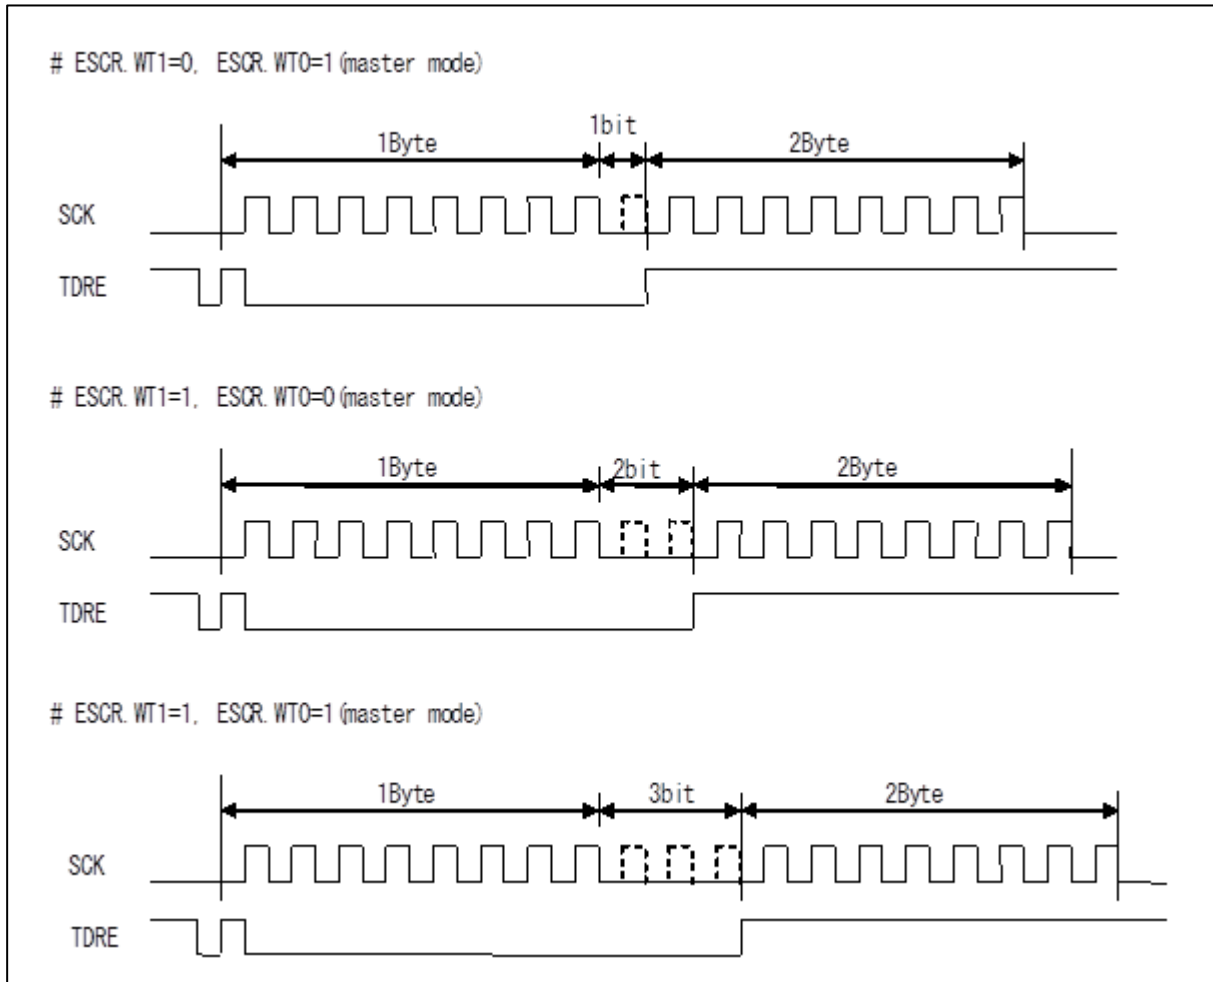 # ESCR.WT1=0, ESCR.WT0=1(master mode)
1Byte 1bit 2Byte
SCK
TDRE
# ESCR.WT1=1, ESCR.WT0=0(master mode)
1Byte 2bit 2Byte
SCK
TDRE
# ESCR.WT1=1, ESCR.WT0=1(master mode)
1Byte 3bit 2Byte
SCK
TDRE